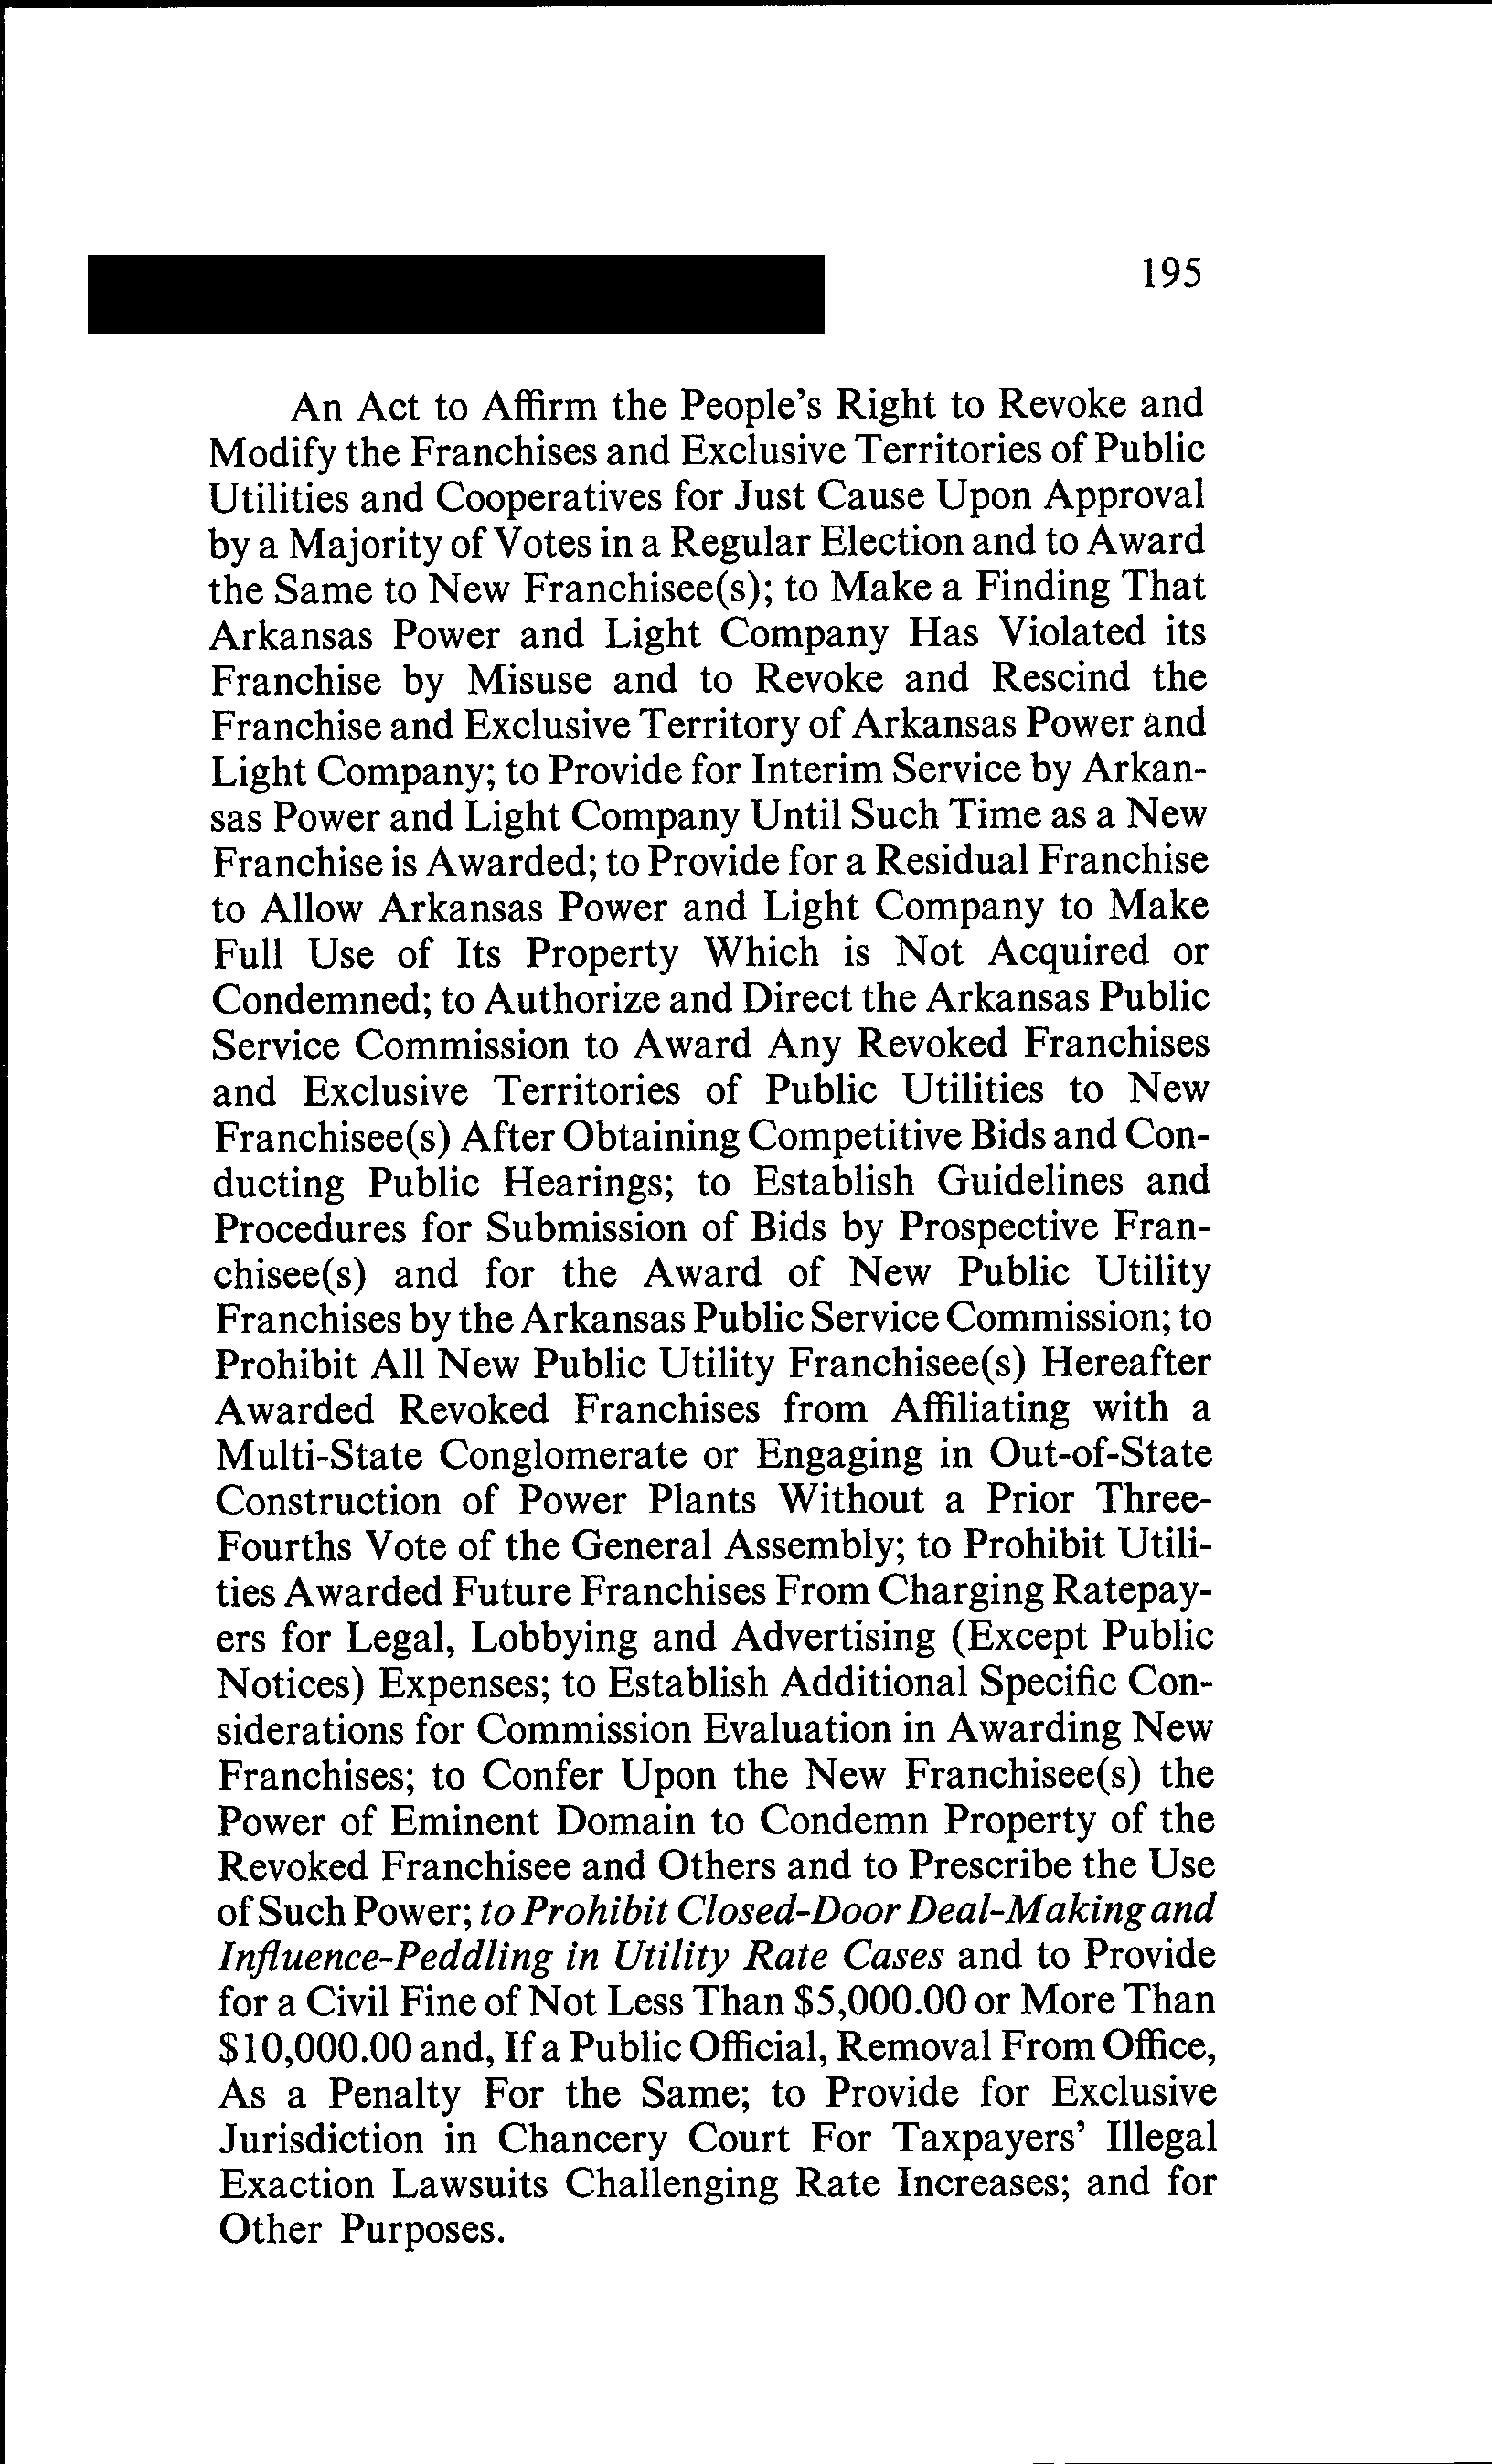 195
An Act to Affirm the People's Right to Revoke and
Modify the Franchises and Exclusive Territories of Public
Utilities and Cooperatives for Just Cause Upon Approval
by a Majority of Votes in a Regular Election and to Award
the Same to New Franchisee(s); to Make a Finding That
Arkansas Power and Light Company Has Violated its
Franchise by Misuse and to Revoke and Rescind the
Franchise and Exclusive Territory of Arkansas Power and
Light Company; to Provide for Interim Service by Arkan-
sas Power and Light Company Until Such Time as a New
Franchise is Awarded; to Provide for a Residual Franchise
to Allow Arkansas Power and Light Company to Make
Full Use of Its Property Which is Not Acquired or
Condemned; to Authorize and Direct the Arkansas Public
Service Commission to Award Any Revoked Franchises
and Exclusive Territories of Public Utilities to New
Franchisee(s) After Obtaining Competitive Bids and Con-
ducting Public Hearings; to Establish Guidelines and
Procedures for Submission of Bids by Prospective Fran-
chisee(s) and for the Award of New Public Utility
Franchises by the Arkansas Public Service Commission; to
Prohibit All New Public Utility Franchisee(s) Hereafter
Awarded Revoked Franchises from Affiliating with a
Multi-State Conglomerate or Engaging in Out-of-State
Construction of Power Plants Without a Prior Three-
Fourths Vote of the General Assembly; to Prohibit Utili-
ties Awarded Future Franchises From Charging Ratepay-
ers for Legal, Lobbying and Advertising (Except Public
Notices) Expenses; to Establish Additional Specific Con-
siderations for Commission Evaluation in Awarding New
Franchises; to Confer Upon the New Franchisee(s) the
Power of Eminent Domain to Condemn Property of the
Revoked Franchisee and Others and to Prescribe the Use
of Such Power; to Prohibit Closed-Door Deal-Making and
Influence-Peddling in Utility Rate Cases and to Provide
for a Civil Fine of Not Less Than $5,000.00 or More Than
$10,000.00 and, If a Public Official, Removal From Office,
As a Penalty For the Same; to Provide for Exclusive
Jurisdiction in Chancery Court For Taxpayers' Illegal
Exaction Lawsuits Challenging Rate Increases; and for
Other Purposes.